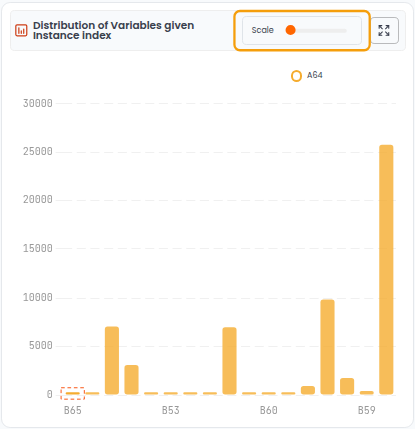 Distribution of Variables given
Instance index
Scale
A64
30000
25000
20000
15000
10000
5000
0
B65 B53 B60 B59